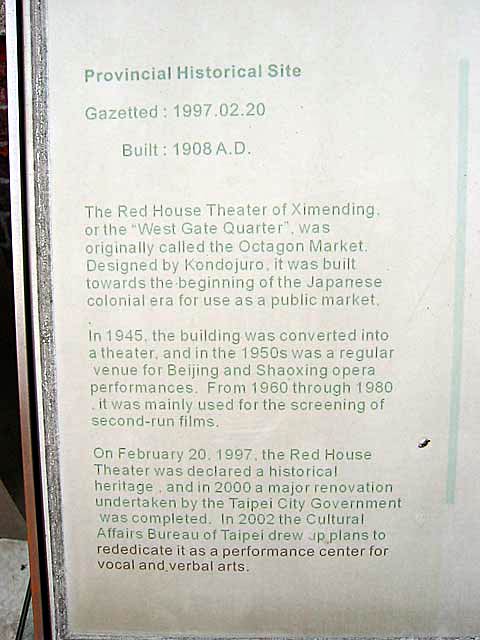 Provincial Historical Site
Gazetted : 1997.02.20
Built : 1908 A.D.
The Red House Theater of Ximending,
or the "West Gate Quarter", was
originally called the Octagon Market.
Designed by Kondojuro, it was built
towards the beginning of the Japanese
colonial era for use as a public market.
In 1945, the building was converted into
a theater, and in the 1950s was a regular
venue for Beijing and Shaoxing opera
performances. From 1960 through 1980
, it was mainly used for the screening of
second-run films.
On February 20, 1997, the Red House
Theater was declared a historical
heritage , and in 2000 a major renovation
undertaken by the Taipei City Government
was completed. In 2002 the Cultural
Affairs Bureau of Taipei drew up plans to
rededicate it as a performance center for
vocal and verbal arts.